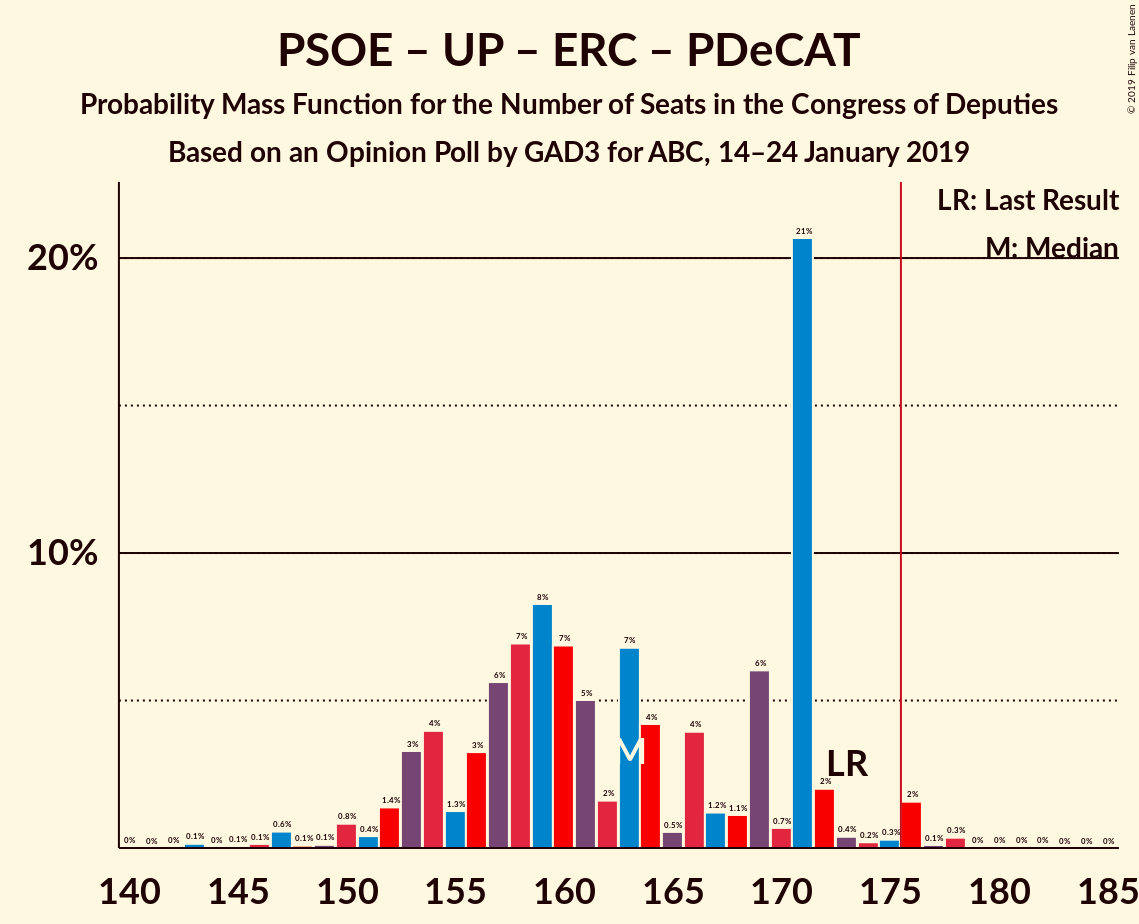 PSOE – UP – ERC – PDeCAT
Probability Mass Function for the Number of Seats in the Congress of Deputies
Based on an Opinion Poll by GAD3 for ABC, 14–24 January 2019
© 2019 Filip van Laenen
LR: Last Result
M: Median
20%
10%
0% 0% 0% 0.1% 0% 0.1% 0.1% 0.6% 0.1% 0.1% 0.8% 0.4% 1.4% 3% 4% 1.3% 3% 6% 7% 8% 7% 5% 2% 7% 4% 0.5% 4% 1.2% 1.1% 6% 0.7% 21% 2% 0.4% 0.2% 0.3% 2% 0.1% 0.3% 0% 0% 0% 0% 0% 0% 0%
M
LR
140 145 150 155 160 165 170 175 180 185